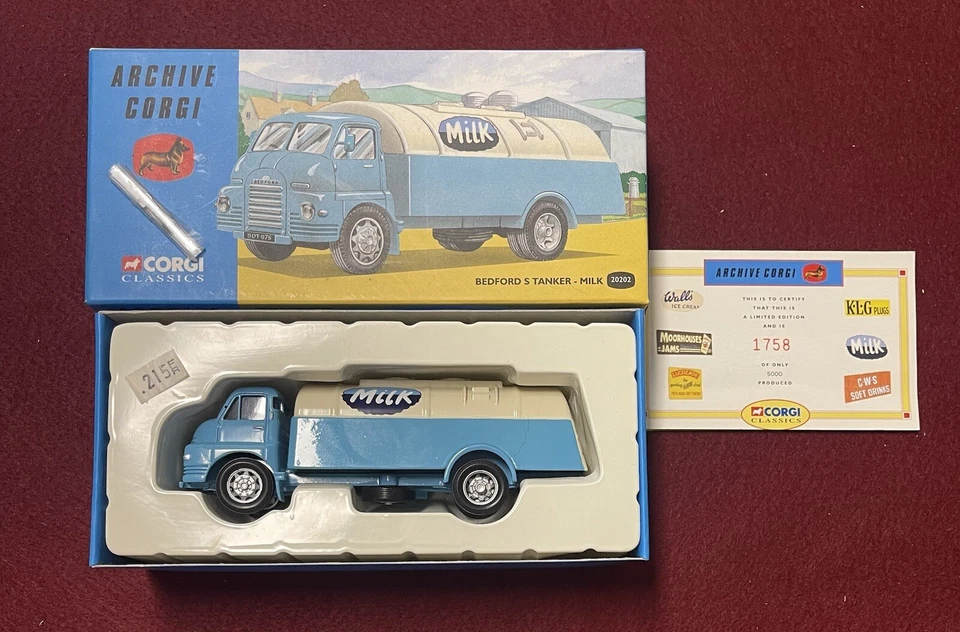 ARCHIVE
CORGI
Milk
BEDFORD
CORGI
CLASSICS
BEDFORD S TANKER - MILK 20202
.215
Milk
ARCHIVE CORGI
Wall's
ICE CREAM
MOORHOUSES
JAMS
THIS IS TO CERTIFY
THAT THIS IS
A LIMITED EDITION
AND IS
1758
OF ONLY
5000
PRODUCED
K·L·G PLUGS
Milk
C·W·S
SOFT DRINKS
CORGI
CLASSICS